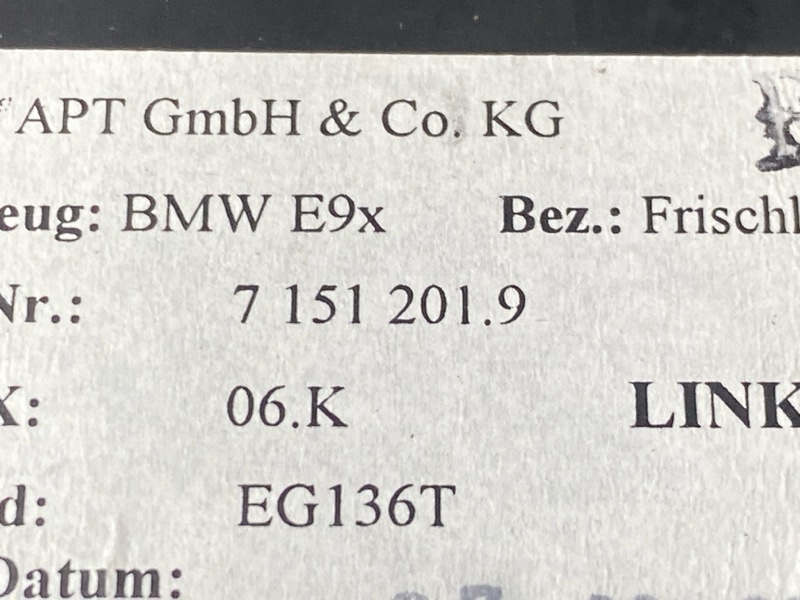 APT GmbH & Co. KG
eug: BMW E9x Bez.: Frischl
Nr.: 7 151 201.9
X: 06.K LINK
d: EG136T
Datum: